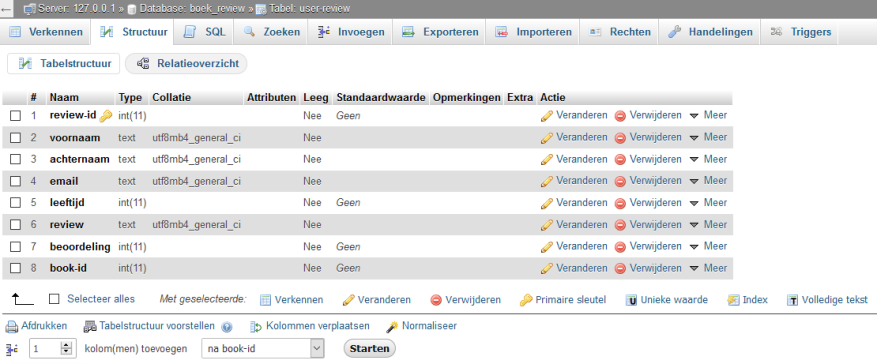 Server: 127.0.0.1 » Database: boek_review » Tabel: user-review
Verkennen Structuur SQL Zoeken Invoegen Exporteren Importeren Rechten Handelingen Triggers
Tabelstructuur Relatieoverzicht
# Naam Type Collatie Attributen Leeg Standaardwaarde Opmerkingen Extra Actie
1 review-id int(11) Nee Geen Veranderen Verwijderen Meer
2 voornaam text utf8mb4_general_ci Nee Veranderen Verwijderen Meer
3 achternaam text utf8mb4_general_ci Nee Veranderen Verwijderen Meer
4 email text utf8mb4_general_ci Nee Veranderen Verwijderen Meer
5 leeftijd int(11) Nee Geen Veranderen Verwijderen Meer
6 review text utf8mb4_general_ci Nee Veranderen Verwijderen Meer
7 beoordeling int(11) Nee Geen Veranderen Verwijderen Meer
8 book-id int(11) Nee Geen Veranderen Verwijderen Meer
Selecteer alles Met geselecteerde: Verkennen Veranderen Verwijderen Primaire sleutel Unieke waarde Index Volledige tekst
Afdrukken Tabelstructuur voorstellen Kolommen verplaatsen Normaliseer
1 kolom(men) toevoegen na book-id Starten